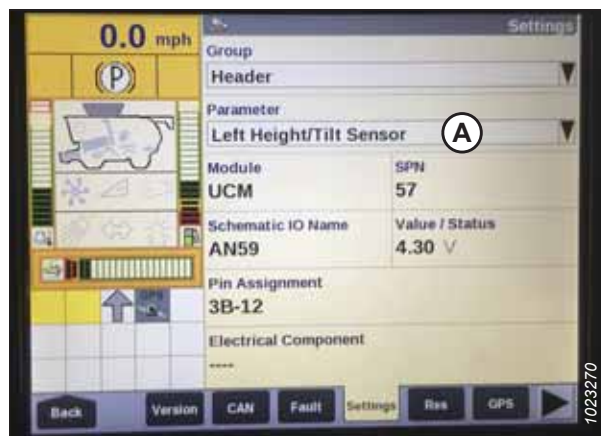 0.0 mph
Settings
(P)
Group
Header
Parameter
Left Height/Tilt Sensor
A
Module
UCM
SPN
57
Schematic IO Name
AN59
Value / Status
4.30 V
Pin Assignment
3B-12
Electrical Component
----
Back
Version
CAN
Fault
Settings
Res
GPS
1023270